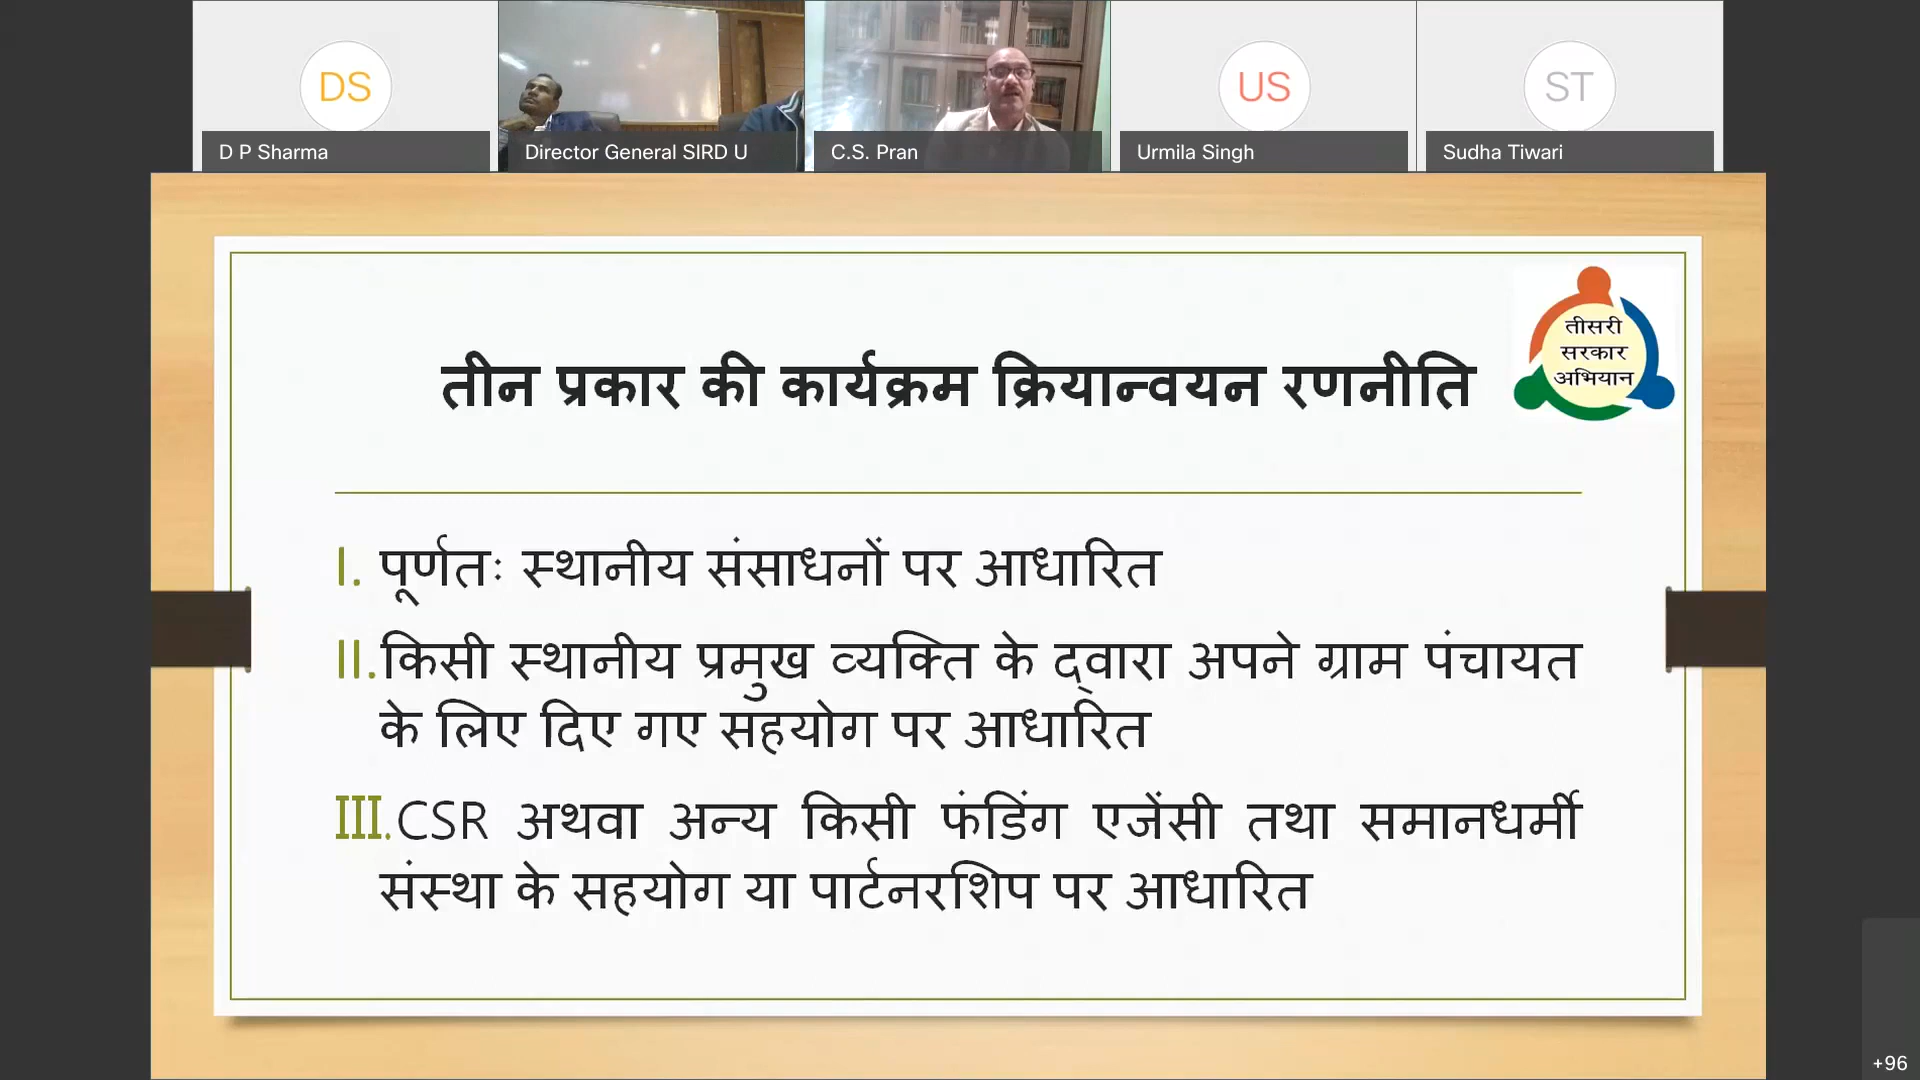 DS
US
ST
D P Sharma
Director General SIRD U
C.S. Pran
Urmila Singh
Sudha Tiwari
तीसरी
सरकार
अभियान
तीन प्रकार की कार्यक्रम क्रियान्वयन रणनीति
I. पूर्णतः स्थानीय संसाधनों पर आधारित
II. किसी स्थानीय प्रमुख व्यक्ति के द्वारा अपने ग्राम पंचायत
के लिए दिए गए सहयोग पर आधारित
III. CSR अथवा अन्य किसी फंडिंग एजेंसी तथा समानधर्मी
संस्था के सहयोग या पार्टनरशिप पर आधारित
+96